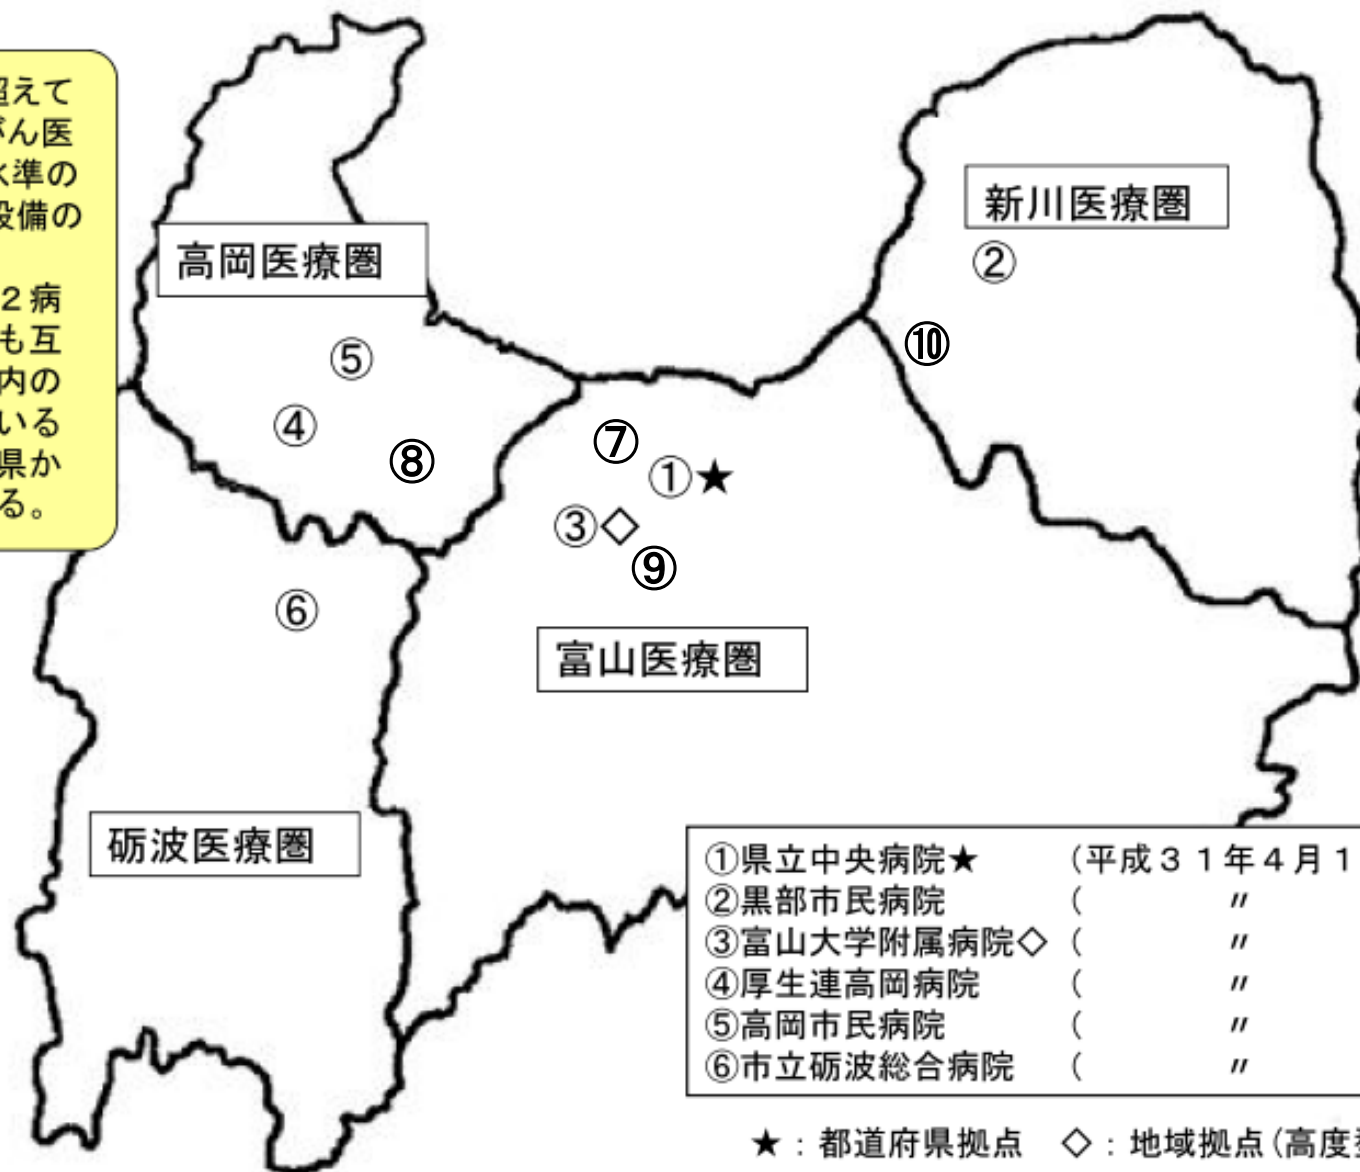 超えて
がん医
水準の
設備の
２病
も互
内の
いる
県か
る。
高岡医療圏
新川医療圏
②
⑩
⑤
④
⑧
⑦
①★
③◇
⑨
⑥
富山医療圏
砺波医療圏
①県立中央病院★ （平成３１年４月１
②黒部市民病院 （ 〃
③富山大学附属病院◇ （ 〃
④厚生連高岡病院 （ 〃
⑤高岡市民病院 （ 〃
⑥市立砺波総合病院 （ 〃
★：都道府県拠点 ◇：地域拠点（高度型